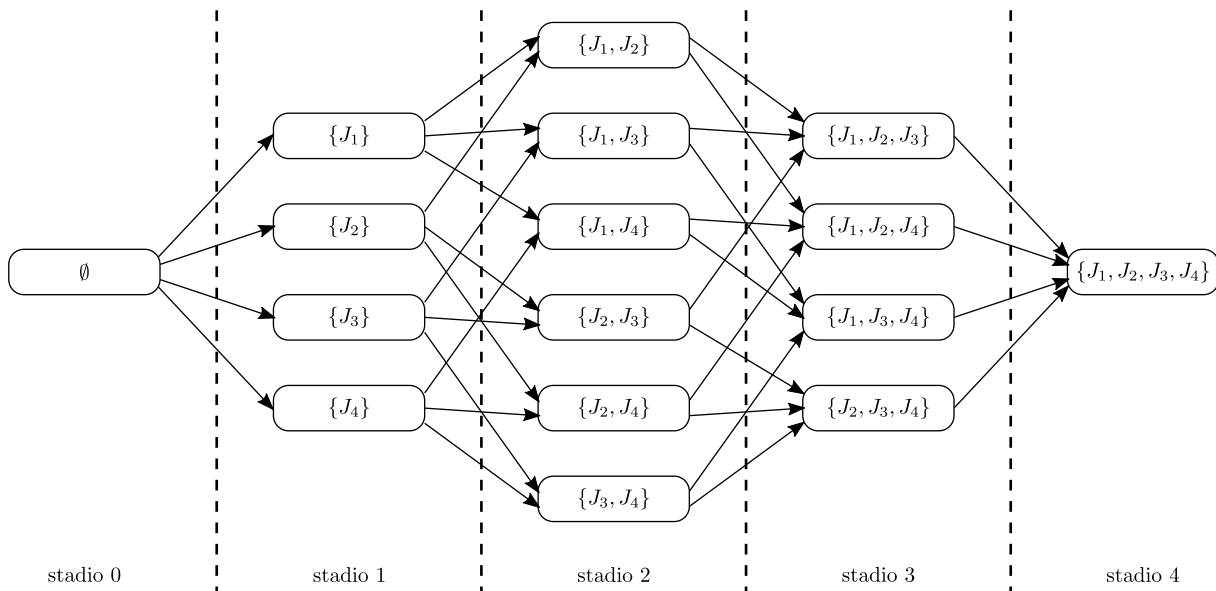 {J₁, J₂}
{J₁}
{J₁, J₃}
{J₁, J₂, J₃}
{J₂}
{J₁, J₄}
{J₁, J₂, J₄}
∅
{J₁, J₂, J₃, J₄}
{J₃}
{J₂, J₃}
{J₁, J₃, J₄}
{J₄}
{J₂, J₄}
{J₂, J₃, J₄}
{J₃, J₄}
stadio 0
stadio 1
stadio 2
stadio 3
stadio 4